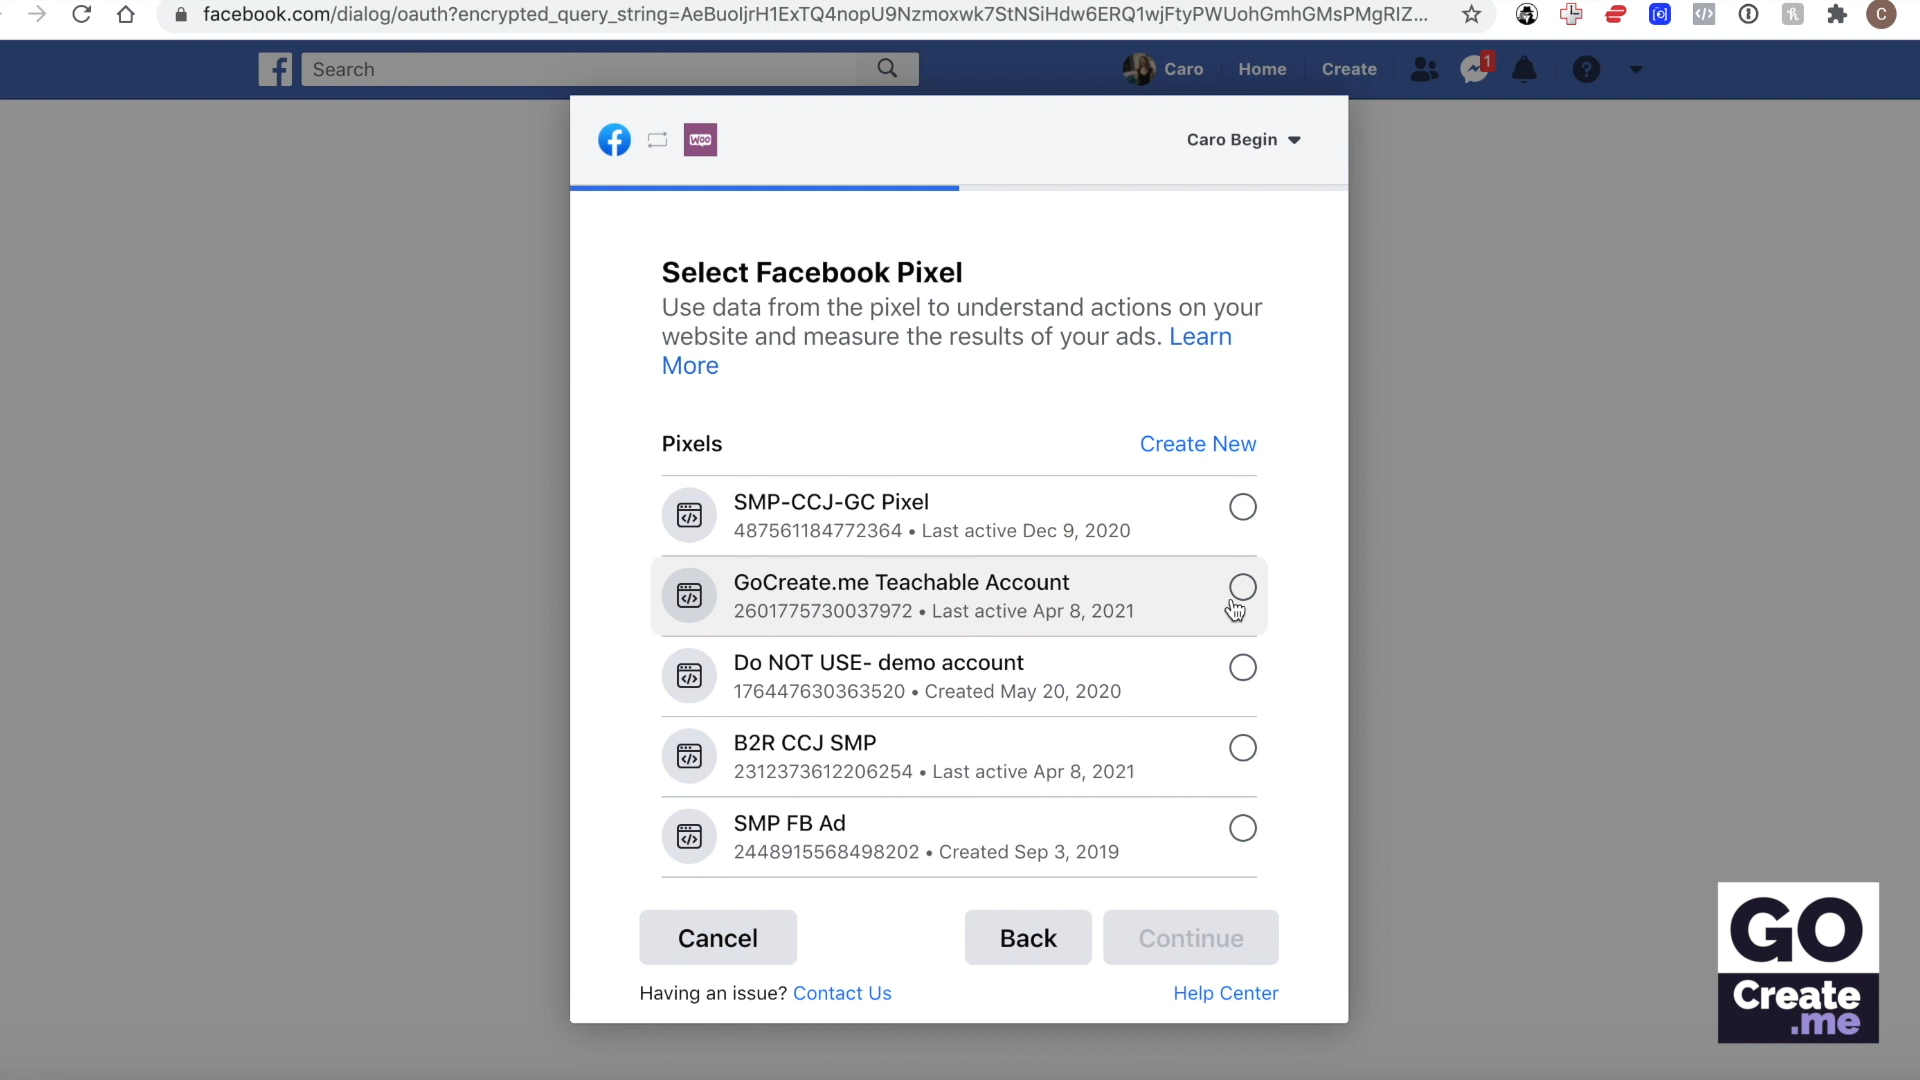 facebook.com/dialog/oauth?encrypted_query_string=AeBuoljrH1ExTQ4nopU9Nzmoxwk7StNSiHdw6ERQ1wjFtyPWUohGmhGMsPMgRIZ...
C
Search
Caro
Home
Create
1
woo
Caro Begin
Select Facebook Pixel
Use data from the pixel to understand actions on your
website and measure the results of your ads. Learn
More
Pixels
Create New
SMP-CCJ-GC Pixel
487561184772364 • Last active Dec 9, 2020
GoCreate.me Teachable Account
2601775730037972 • Last active Apr 8, 2021
Do NOT USE- demo account
176447630363520 • Created May 20, 2020
B2R CCJ SMP
2312373612206254 • Last active Apr 8, 2021
SMP FB Ad
2448915568498202 • Created Sep 3, 2019
Cancel
Back
Continue
Having an issue? Contact Us
Help Center
GO
Create
.me